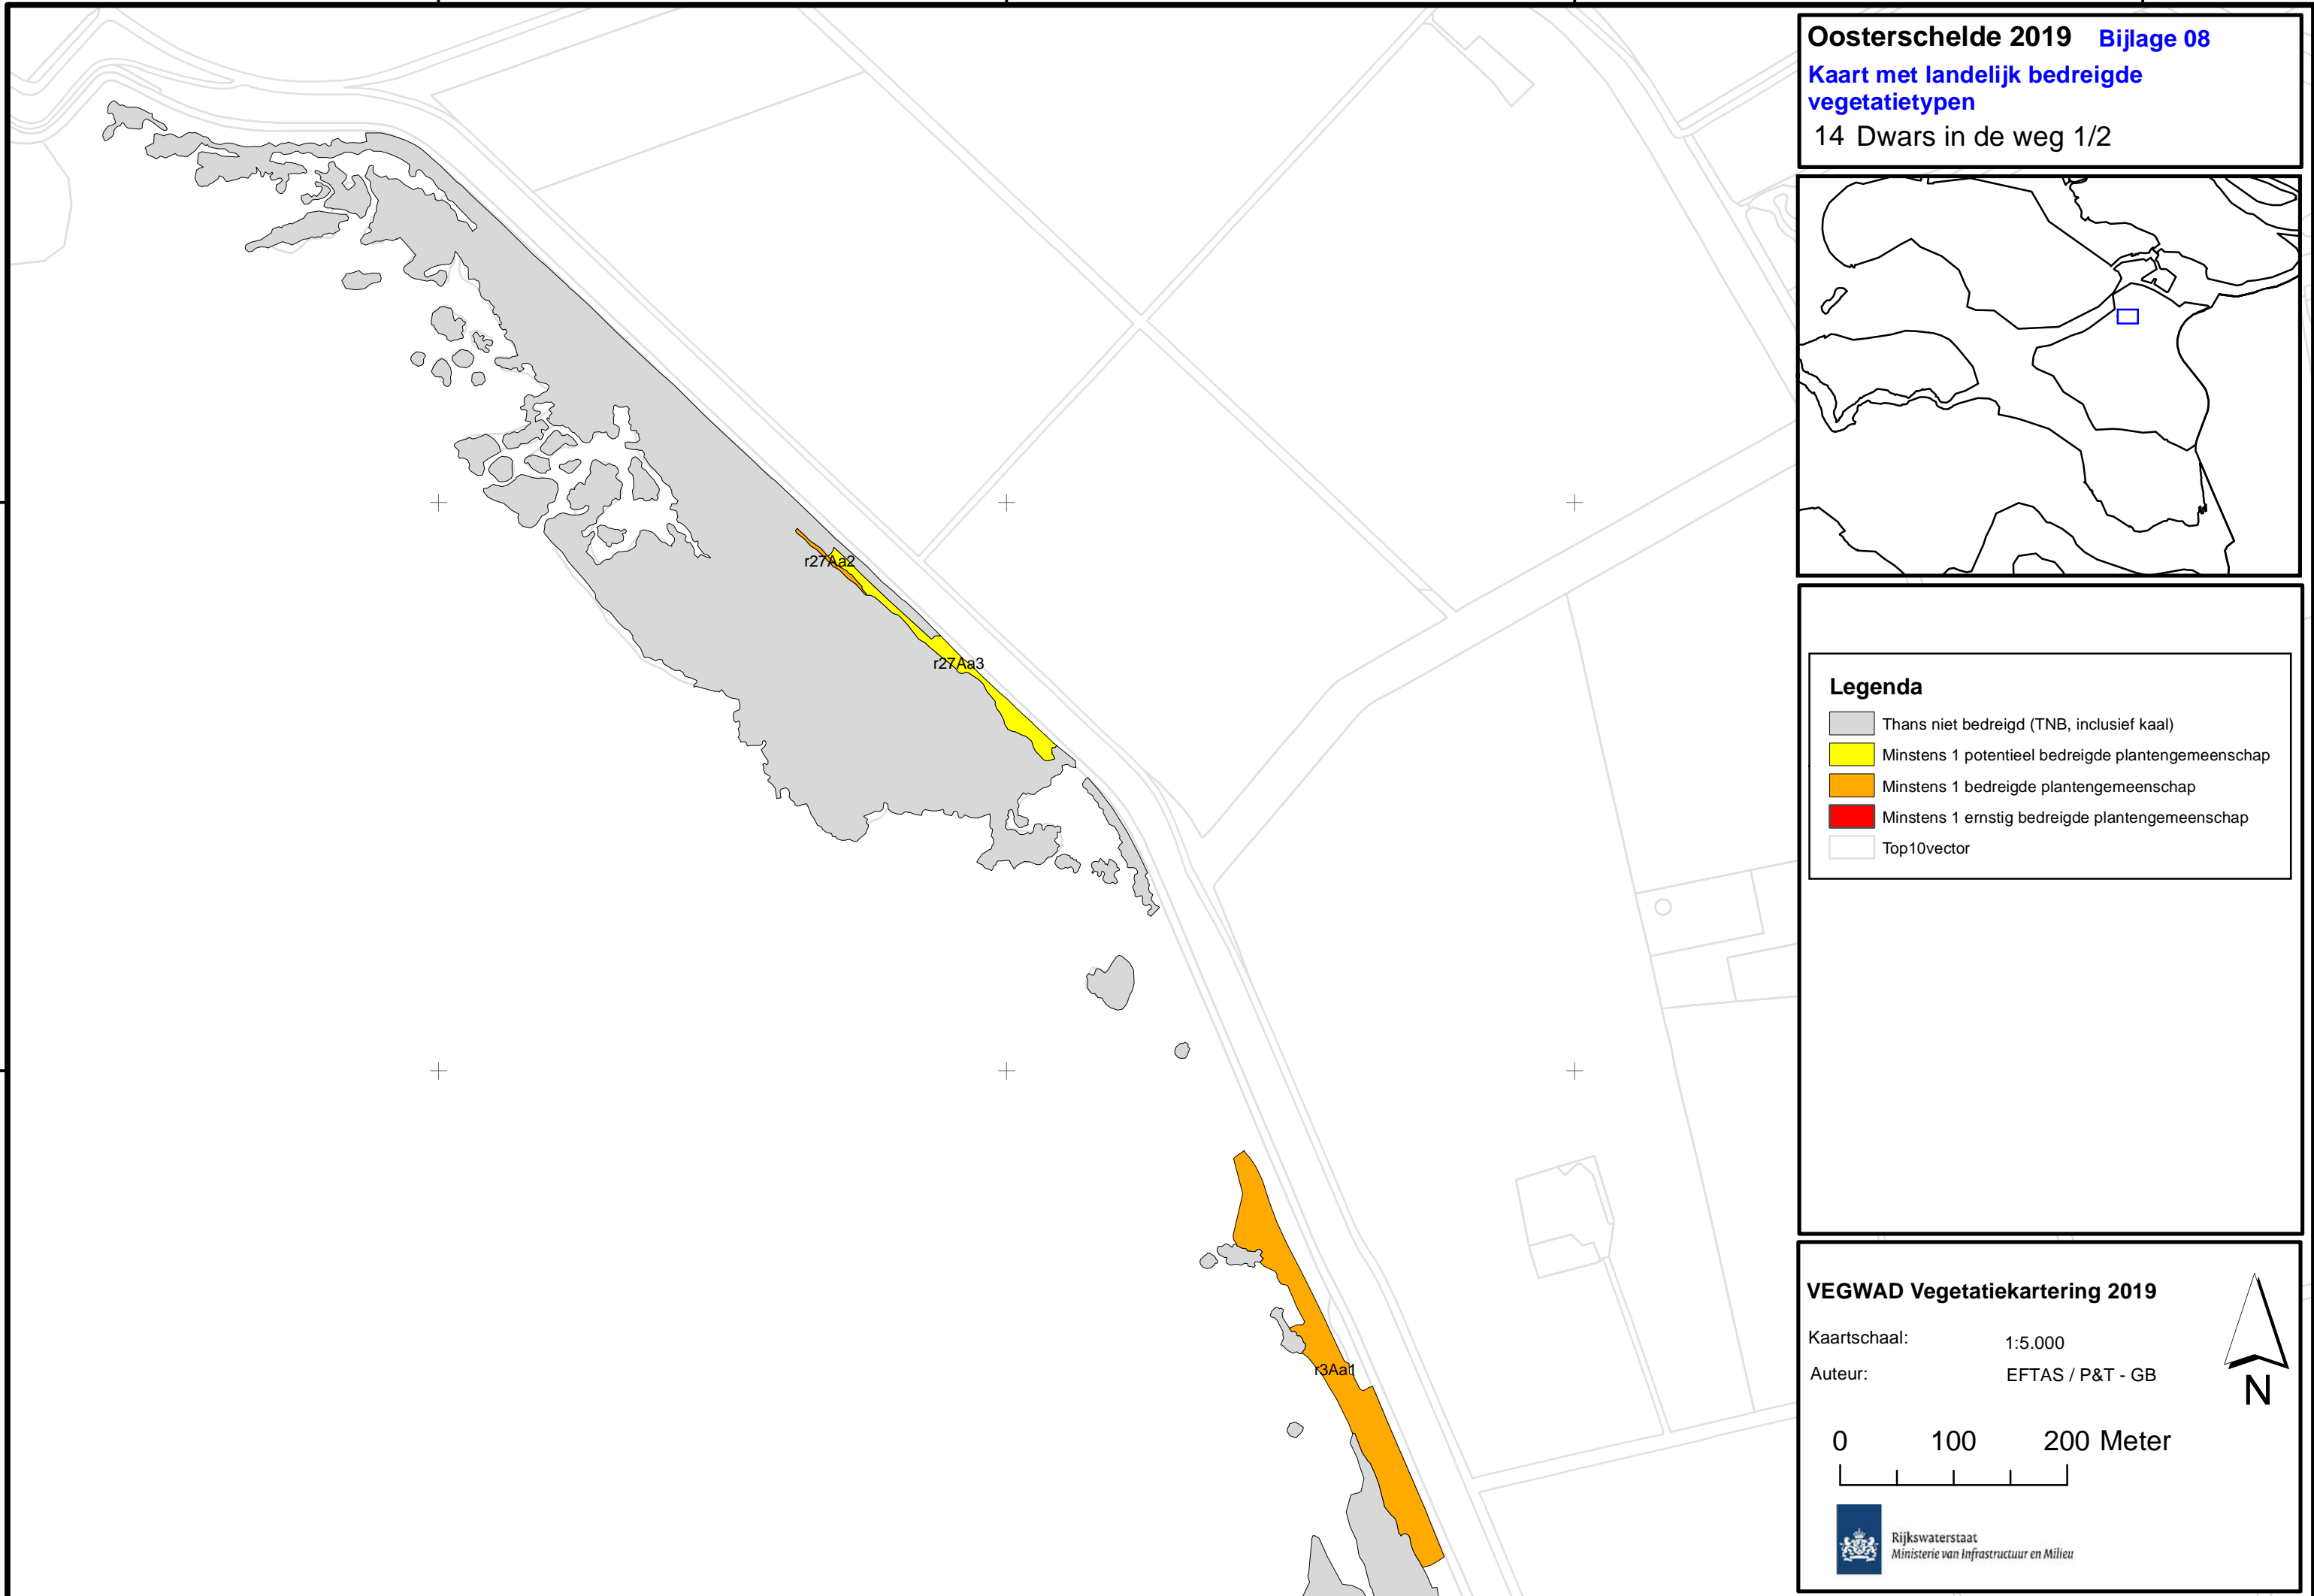 Oosterschelde 2019 Bijlage 08
Kaart met landelijk bedreigde
vegetatietypen
14 Dwars in de weg 1/2
r27Aa2
r27Aa3
r3Aa1
Legenda
Thans niet bedreigd (TNB, inclusief kaal)
Minstens 1 potentieel bedreigde plantengemeenschap
Minstens 1 bedreigde plantengemeenschap
Minstens 1 ernstig bedreigde plantengemeenschap
Top10vector
VEGWAD Vegetatiekartering 2019
Kaartschaal: 1:5.000
Auteur: EFTAS / P&T - GB
N
0 100 200 Meter
Rijkswaterstaat
Ministerie van Infrastructuur en Milieu